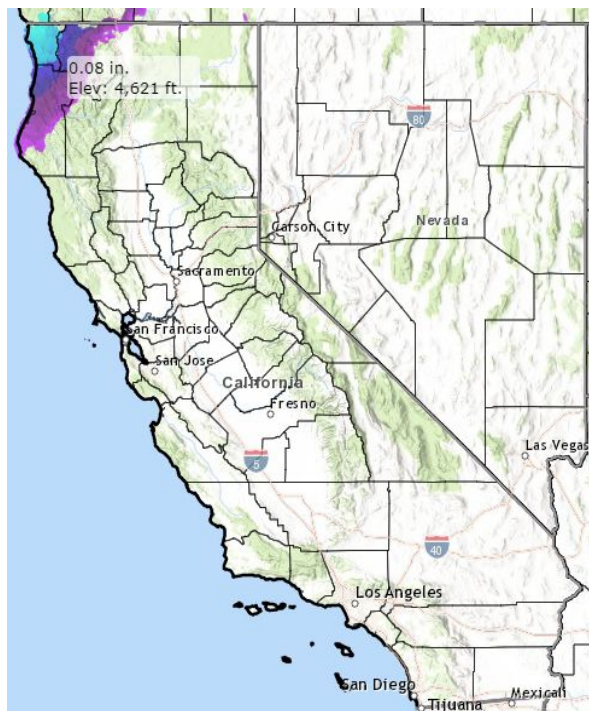 0.08 in.
Elev: 4,621 ft.
80
Nevada
Carson City
Sacramento
San Francisco
San Jose
California
Fresno
Las Vegas
5
40
Los Angeles
San Diego
Tijuana
Mexicali